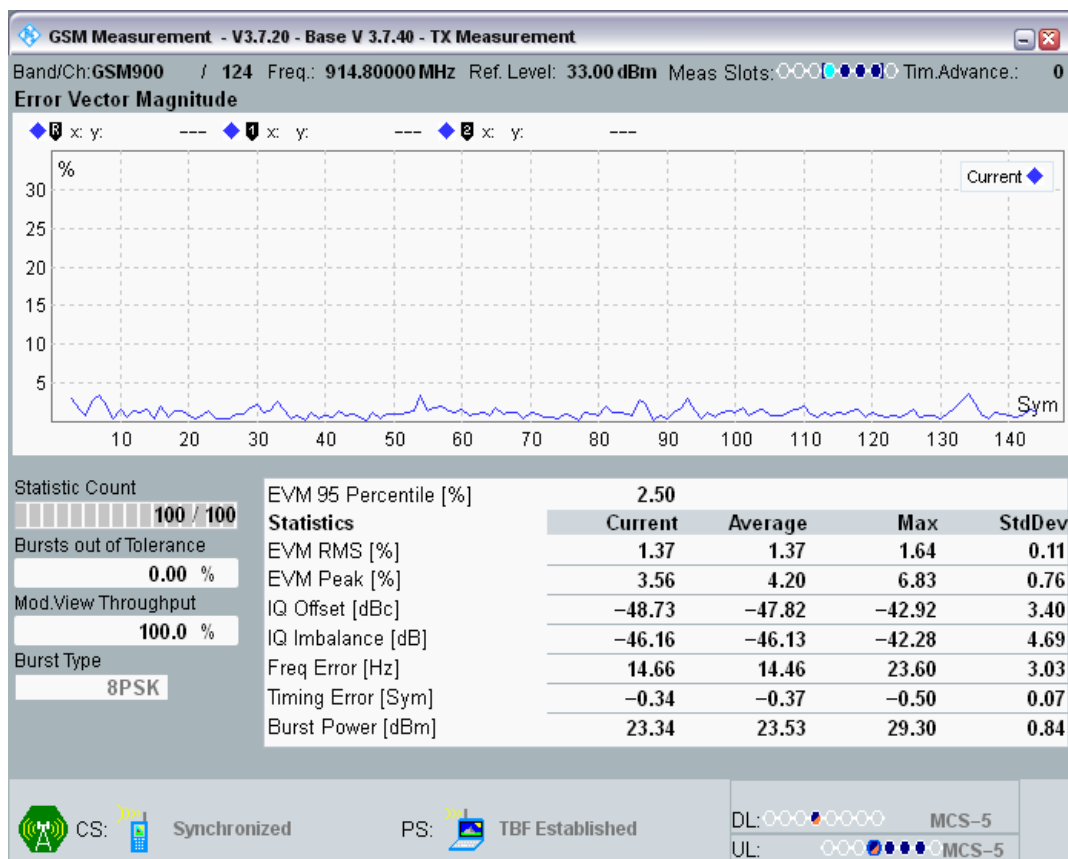 GSM Measurement - V3.7.20 - Base V 3.7.40 - TX Measurement
Band/Ch:GSM900 / 124 Freq.: 914.80000 MHz Ref. Level: 33.00 dBm Meas Slots: Tim.Advance.: 0
Error Vector Magnitude
R x: y: --- 1 x: y: --- 2 x: y: ---
%
Current
30
25
20
15
10
5
Sym
10 20 30 40 50 60 70 80 90 100 110 120 130 140
Statistic Count
100 / 100
Bursts out of Tolerance
0.00 %
Mod.View Throughput
100.0 %
Burst Type
8PSK
EVM 95 Percentile [%] 2.50
Statistics Current Average Max StdDev
EVM RMS [%] 1.37 1.37 1.64 0.11
EVM Peak [%] 3.56 4.20 6.83 0.76
IQ Offset [dBc] −48.73 −47.82 −42.92 3.40
IQ Imbalance [dB] −46.16 −46.13 −42.28 4.69
Freq Error [Hz] 14.66 14.46 23.60 3.03
Timing Error [Sym] −0.34 −0.37 −0.50 0.07
Burst Power [dBm] 23.34 23.53 29.30 0.84
CS: Synchronized PS: TBF Established
DL: MCS−5
UL: MCS−5